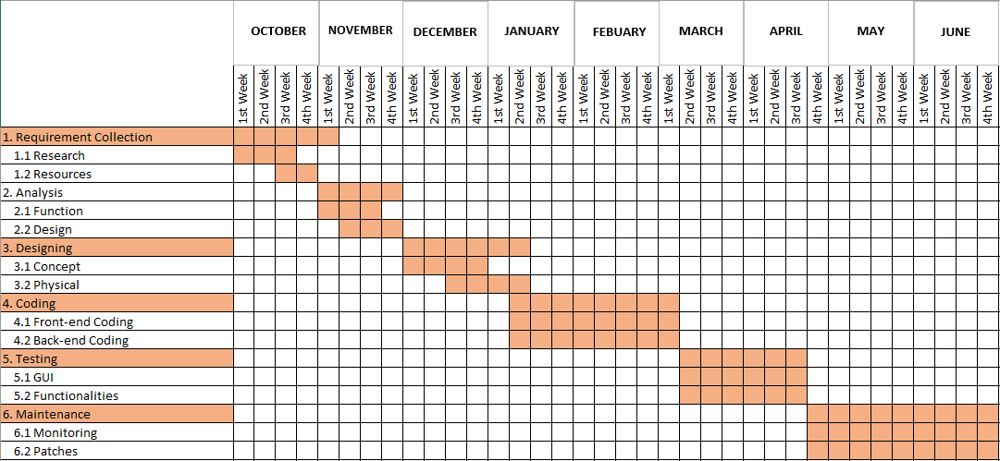 OCTOBER NOVEMBER DECEMBER JANUARY FEBUARY MARCH APRIL MAY JUNE
1st Week 2nd Week 3rd Week 4th Week 1st Week 2nd Week 3rd Week 4th Week 1st Week 2nd Week 3rd Week 4th Week 1st Week 2nd Week 3rd Week 4th Week 1st Week 2nd Week 3rd Week 4th Week 1st Week 2nd Week 3rd Week 4th Week 1st Week 2nd Week 3rd Week 4th Week 1st Week 2nd Week 3rd Week 4th Week 1st Week 2nd Week 3rd Week 4th Week
1. Requirement Collection
1.1 Research
1.2 Resources
2. Analysis
2.1 Function
2.2 Design
3. Designing
3.1 Concept
3.2 Physical
4. Coding
4.1 Front-end Coding
4.2 Back-end Coding
5. Testing
5.1 GUI
5.2 Functionalities
6. Maintenance
6.1 Monitoring
6.2 Patches